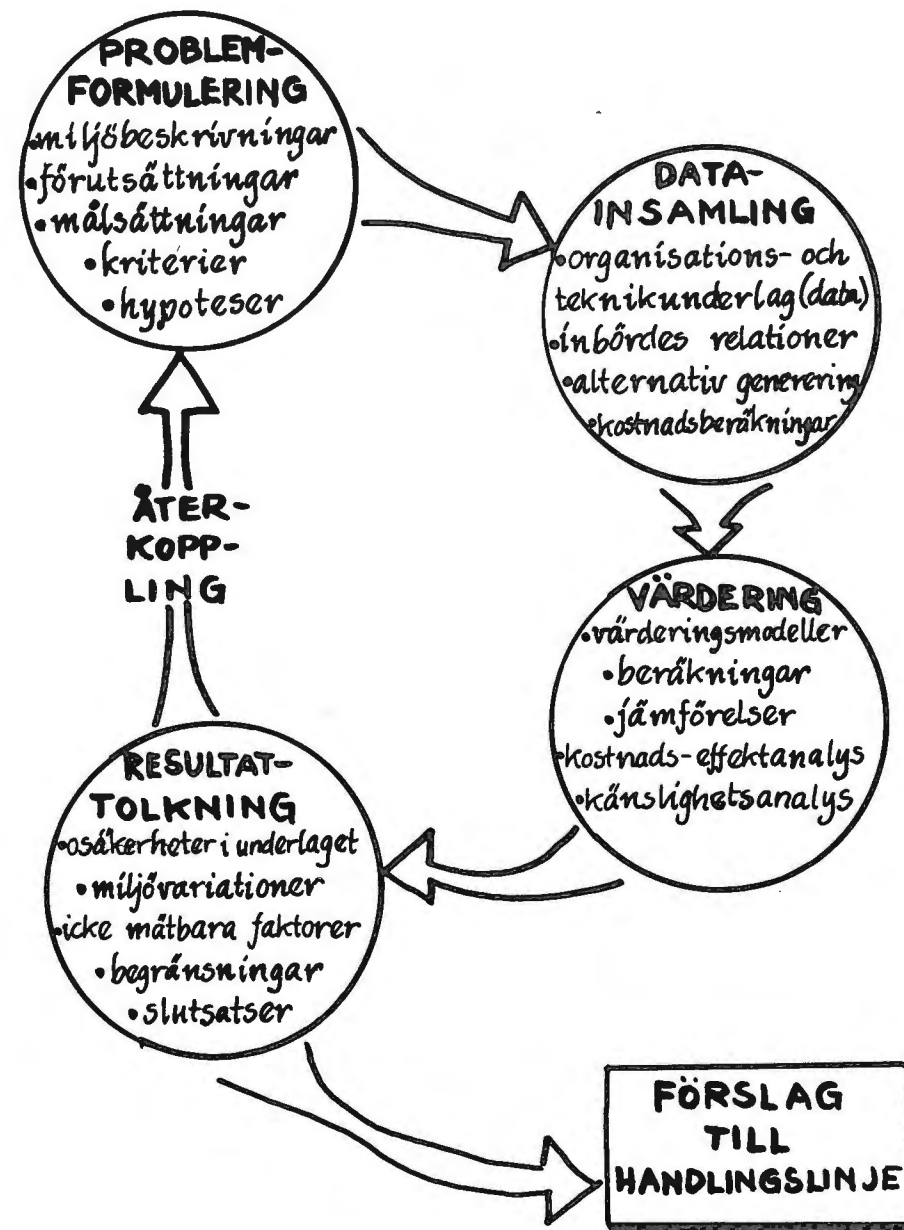 PROBLEM-
FORMULERING
•miljöbeskrivningar
•förutsättningar
•målsättningar
•kriterier
•hypoteser
DATA-
INSAMLING
•organisations- och
teknikunderlag (data)
•inbördes relationer
•alternativ generering
•kostnadsberäkningar
VÄRDERING
•värderingsmodeller
•beräkningar
•jämförelser
•kostnads-effektanalys
•känslighetsanalys
RESULTAT-
TOLKNING
•osäkerheter i underlaget
•miljövariationer
•icke mätbara faktorer
•begränsningar
•slutsatser
ÅTER-
KOPP-
LING
FÖRSLAG
TILL
HANDLINGSLINJE